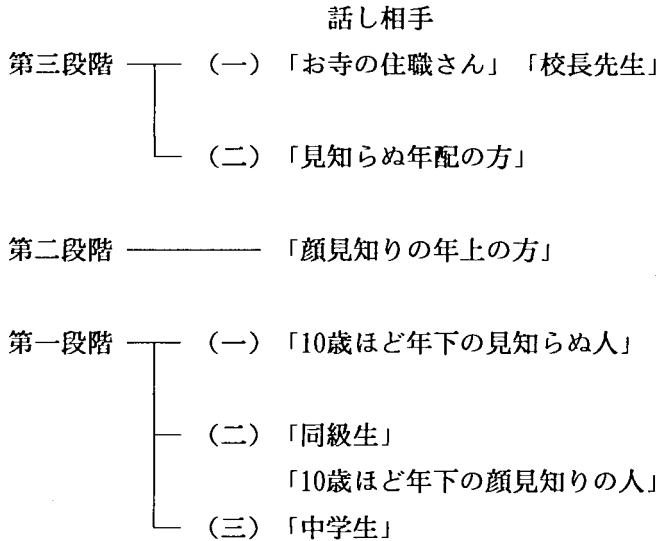 話し相手
第三段階 (一) 「お寺の住職さん」「校長先生」
(二) 「見知らぬ年配の方」
第二段階 「顔見知りの年上の方」
第一段階 (一) 「10歳ほど年下の見知らぬ人」
(二) 「同級生」
「10歳ほど年下の顔見知りの人」
(三) 「中学生」